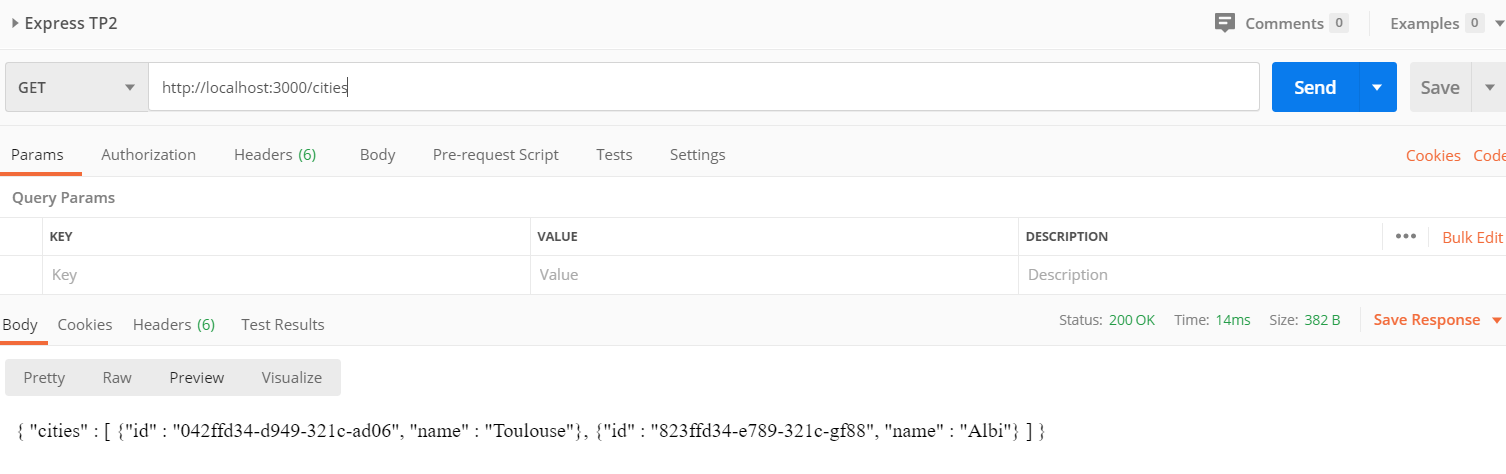 Express TP2 Comments 0 Examples 0
GET http://localhost:3000/cities Send Save
Params Authorization Headers (6) Body Pre-request Script Tests Settings Cookies Code
Query Params
KEY VALUE DESCRIPTION ••• Bulk Edit
Key Value Description
Body Cookies Headers (6) Test Results Status: 200 OK Time: 14ms Size: 382 B Save Response
Pretty Raw Preview Visualize
{ "cities" : [ {"id" : "042ffd34-d949-321c-ad06", "name" : "Toulouse"}, {"id" : "823ffd34-e789-321c-gf88", "name" : "Albi"} ] }